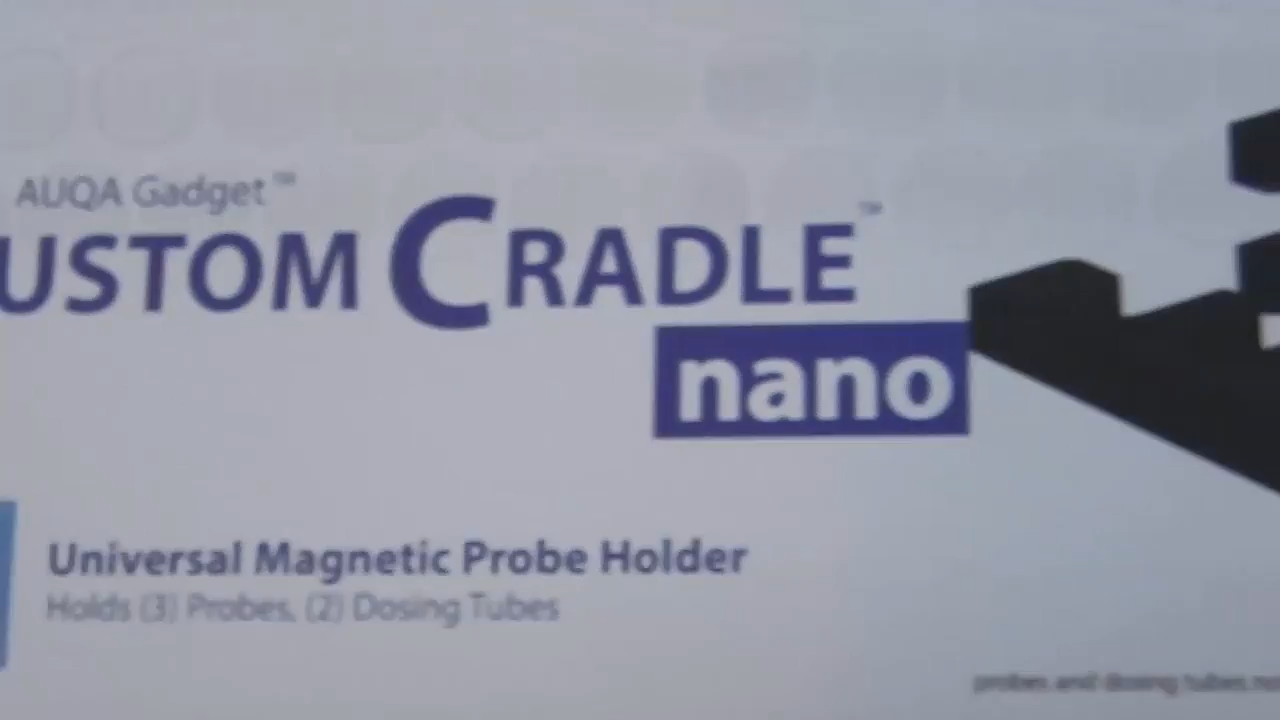 AUQA Gadget™
USTOM CRADLE™
nano
Universal Magnetic Probe Holder
Holds (3) Probes, (2) Dosing Tubes
probes and dosing tubes